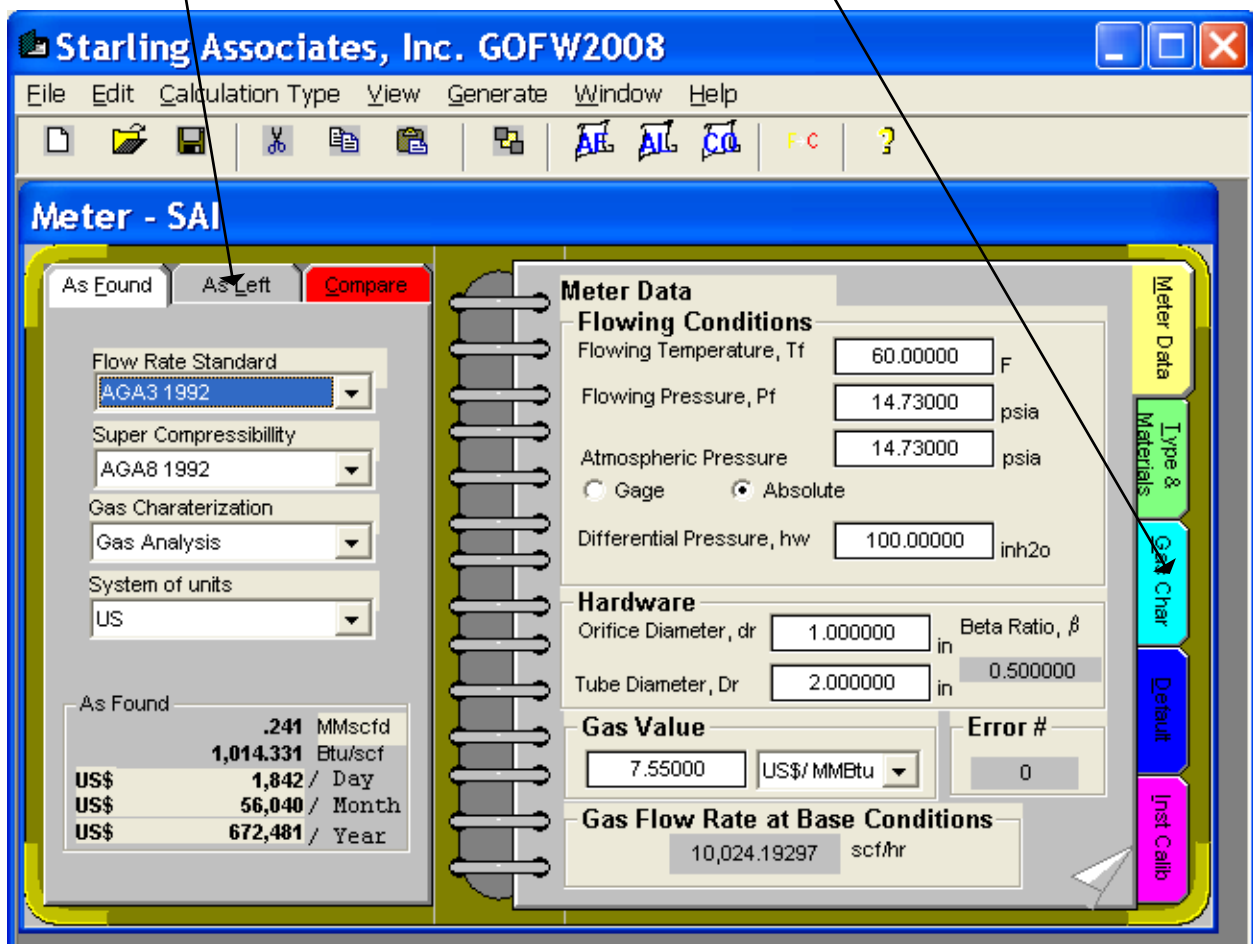 Starling Associates, Inc. GOFW2008
File Edit Calculation Type View Generate Window Help
AF. AL CO. F C ?
Meter - SAI
As Found As Left Compare
Flow Rate Standard
AGA3 1992
Super Compressibillity
AGA8 1992
Gas Charaterization
Gas Analysis
System of units
US
As Found
.241 MMscfd
1,014.331 Btu/scf
US$ 1,842 / Day
US$ 56,040 / Month
US$ 672,481 / Year
Meter Data
Flowing Conditions
Flowing Temperature, Tf 60.00000 F
Flowing Pressure, Pf 14.73000 psia
Atmospheric Pressure 14.73000 psia
Gage Absolute
Differential Pressure, hw 100.00000 inh2o
Hardware
Orifice Diameter, dr 1.000000 in Beta Ratio, β
Tube Diameter, Dr 2.000000 in 0.500000
Gas Value Error #
7.55000 US$/MMBtu 0
Gas Flow Rate at Base Conditions
10,024.19297 scf/hr
Meter Data
Type &
Materials
Gas Char
Default
Inst Calib